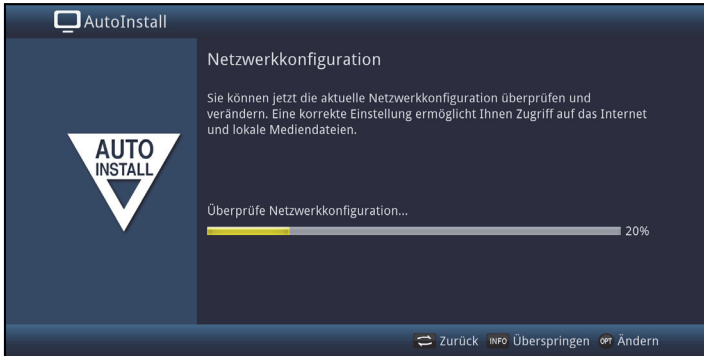 AutoInstall
Netzwerkkonfiguration
Sie können jetzt die aktuelle Netzwerkkonfiguration überprüfen und
verändern. Eine korrekte Einstellung ermöglicht Ihnen Zugriff auf das Internet
und lokale Mediendateien.
AUTO
INSTALL
Überprüfe Netzwerkkonfiguration...
20%
Zurück INFO Überspringen OPT Ändern